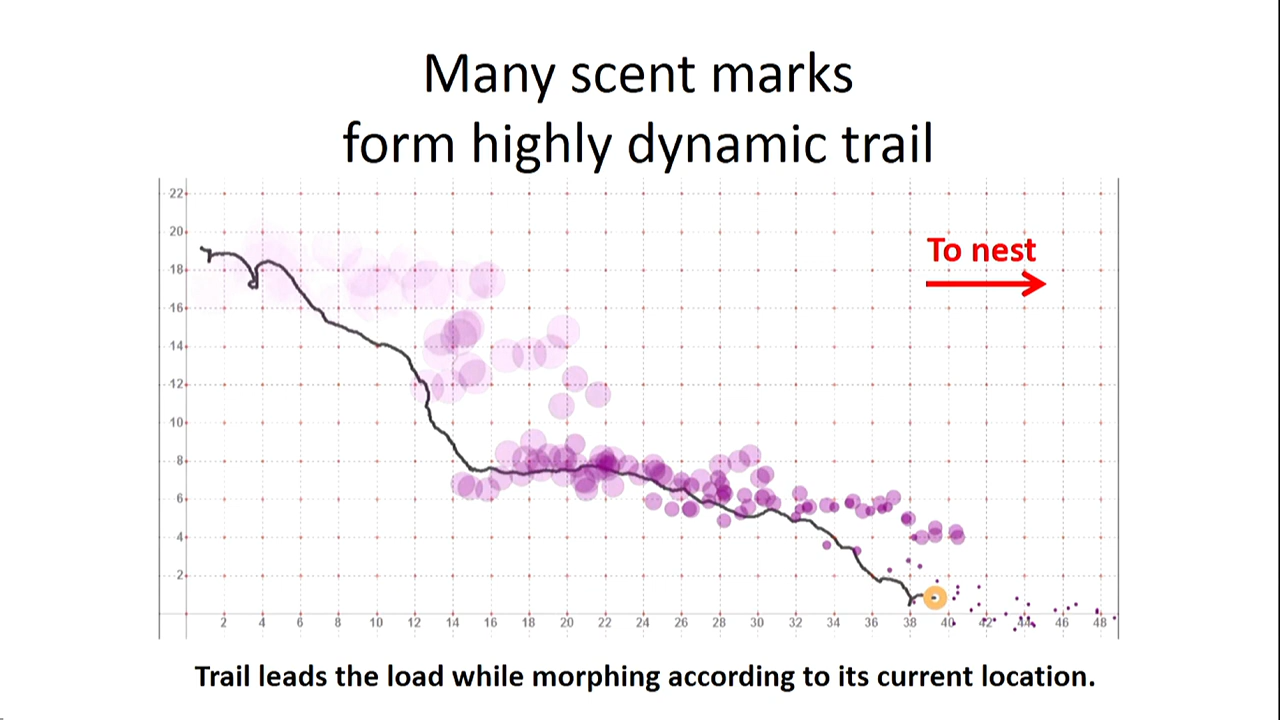 Many scent marks
form highly dynamic trail
22
20
To nest
18
16
14
12
10
8
6
4
2
2 4 6 8 10 12 14 16 18 20 22 24 26 28 30 32 34 36 38 40 42 44 46 48
Trail leads the load while morphing according to its current location.